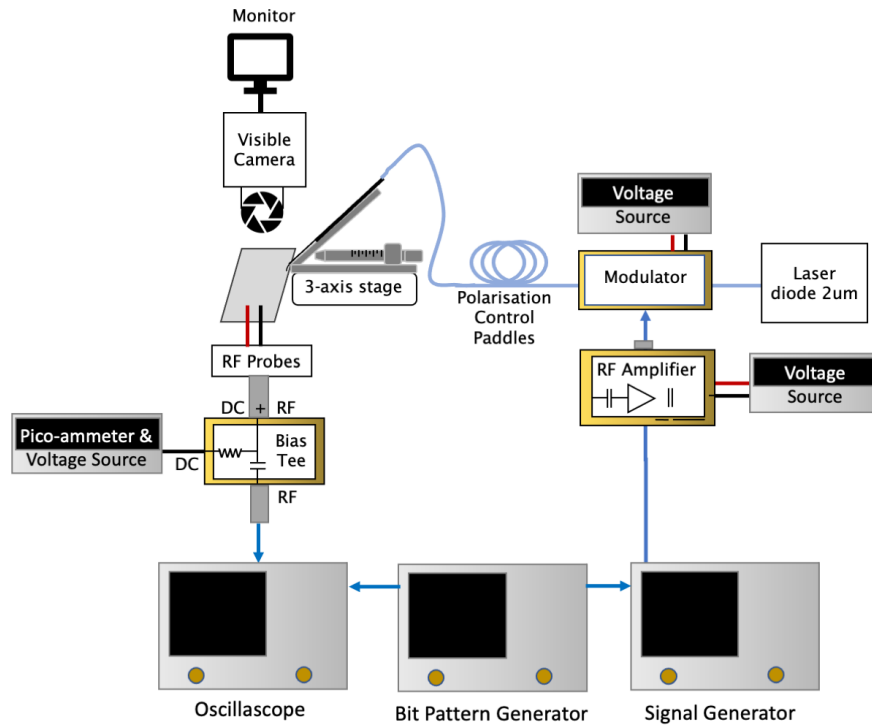 Monitor
Visible
Camera
Voltage
Source
Modulator
Laser
diode 2um
3-axis stage
Polarisation
Control
Paddles
RF Probes
RF Amplifier
Voltage
Source
DC + RF
Pico-ammeter &
Voltage Source
DC
Bias
Tee
RF
Oscillascope
Bit Pattern Generator
Signal Generator